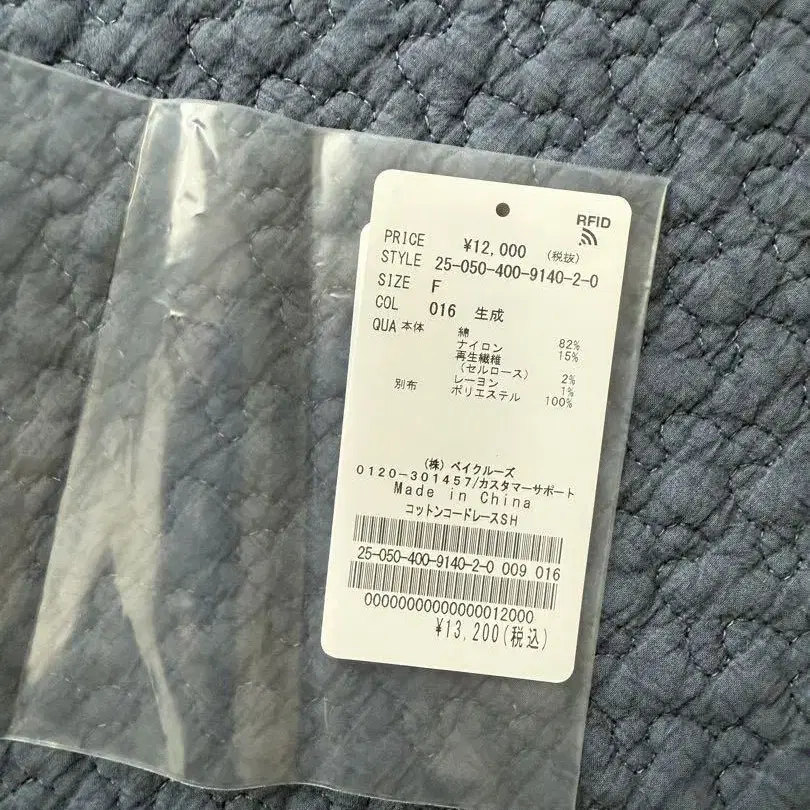 RFID
PRICE ¥12,000 (税抜)
STYLE 25-050-400-9140-2-0
SIZE F
COL 016 生成
QUA 本体 綿 82%
ナイロン 15%
再生繊維
(セルロース) 2%
レーヨン 1%
別布 ポリエステル 100%
(株) ベイクルーズ
0120-301457/カスタマーサポート
Made in China
コットンコードレースSH
25-050-400-9140-2-0 009 016
00000000000000012000
¥13,200(税込)